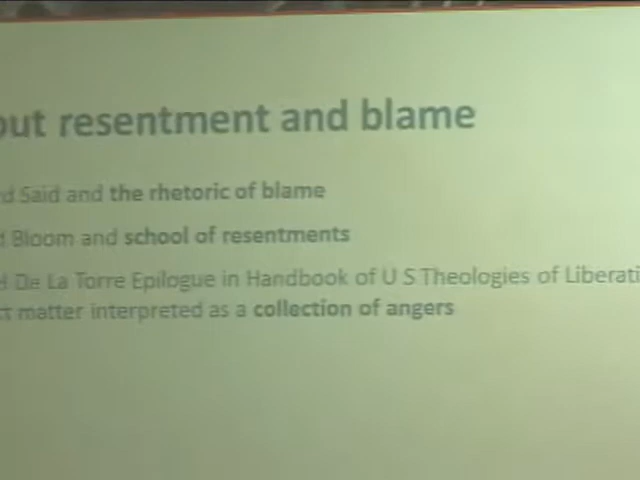 out resentment and blame
d Said and the rhetoric of blame
d Bloom and school of resentments
l De La Torre Epilogue in Handbook of U S Theologies of Liberati
ct matter interpreted as a collection of angers